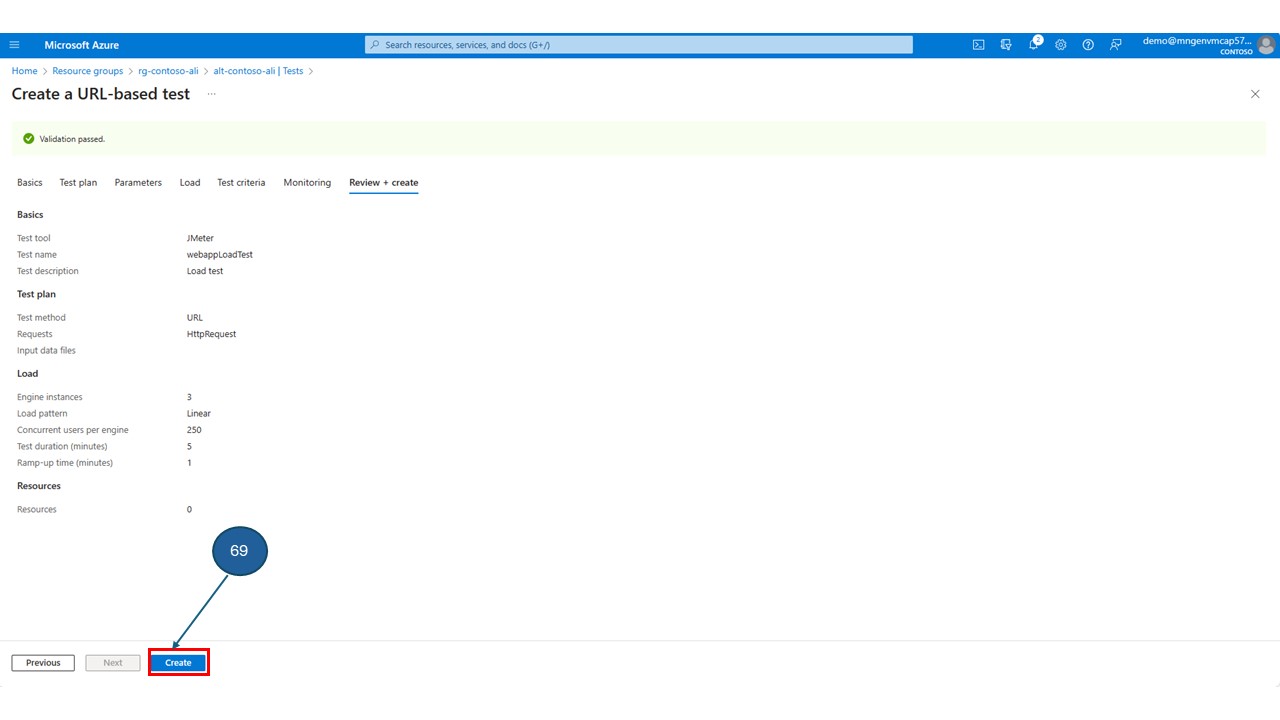 Microsoft Azure
Search resources, services, and docs (G+/)
2
demo@mngenvmcap57...
CONTOSO
Home > Resource groups > rg-contoso-ali > alt-contoso-ali | Tests >
Create a URL-based test ...
Validation passed.
Basics Test plan Parameters Load Test criteria Monitoring Review + create
Basics
Test tool JMeter
Test name webappLoadTest
Test description Load test
Test plan
Test method URL
Requests HttpRequest
Input data files
Load
Engine instances 3
Load pattern Linear
Concurrent users per engine 250
Test duration (minutes) 5
Ramp-up time (minutes) 1
Resources
Resources 0
69
Previous Next Create